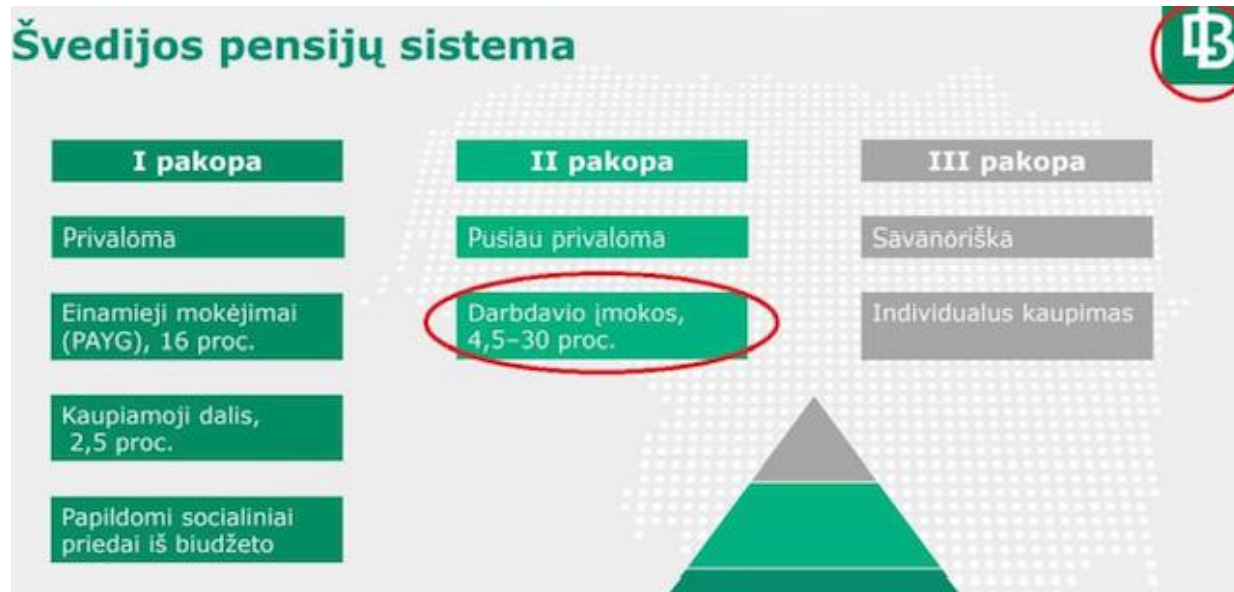 Švedijos pensijų sistema
I pakopa
Privaloma
Einamieji mokėjimai
(PAYG), 16 proc.
Kaupiamoji dalis,
2,5 proc.
Papildomi socialiniai
priedai iš biudžeto
II pakopa
Pusiau privaloma
Darbdavio įmokos,
4,5–30 proc.
III pakopa
Savanoriška
Individualus kaupimas